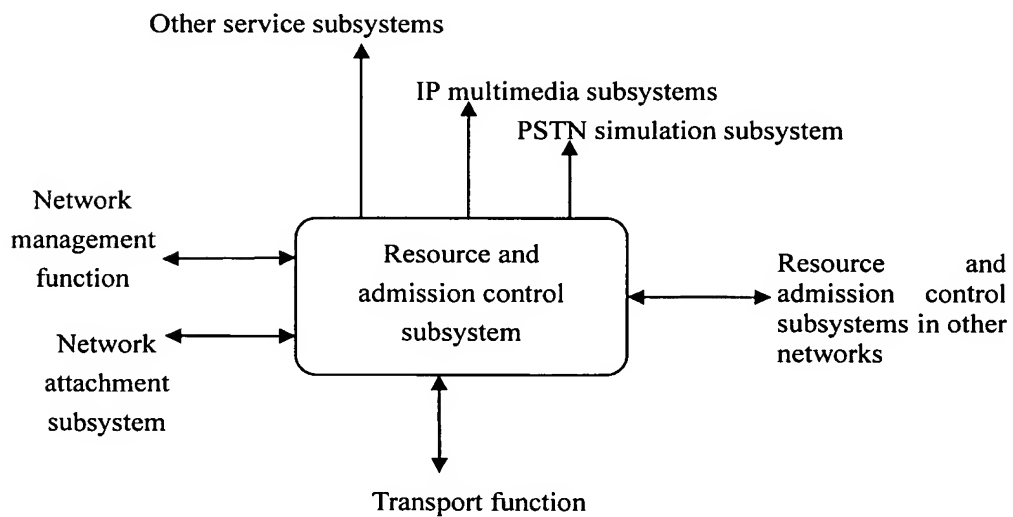 Other service subsystems
IP multimedia subsystems
PSTN simulation subsystem
Network
management
function
Resource and
admission control
subsystem
Resource and
admission control
subsystems in other
networks
Network
attachment
subsystem
Transport function